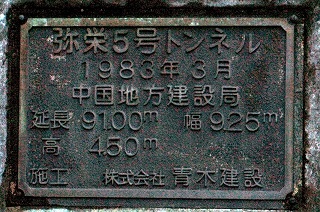 弥栄5号トンネル
1983年3月
中国地方建設局
延長 91.00m 幅 9.25m
高 4.50m
施工 株式会社 青木建設